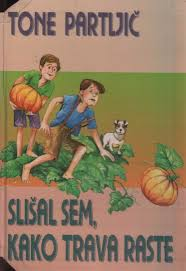 TONE PARTLJIČ
SLIŠAL SEM,
KAKO TRAVA RASTE